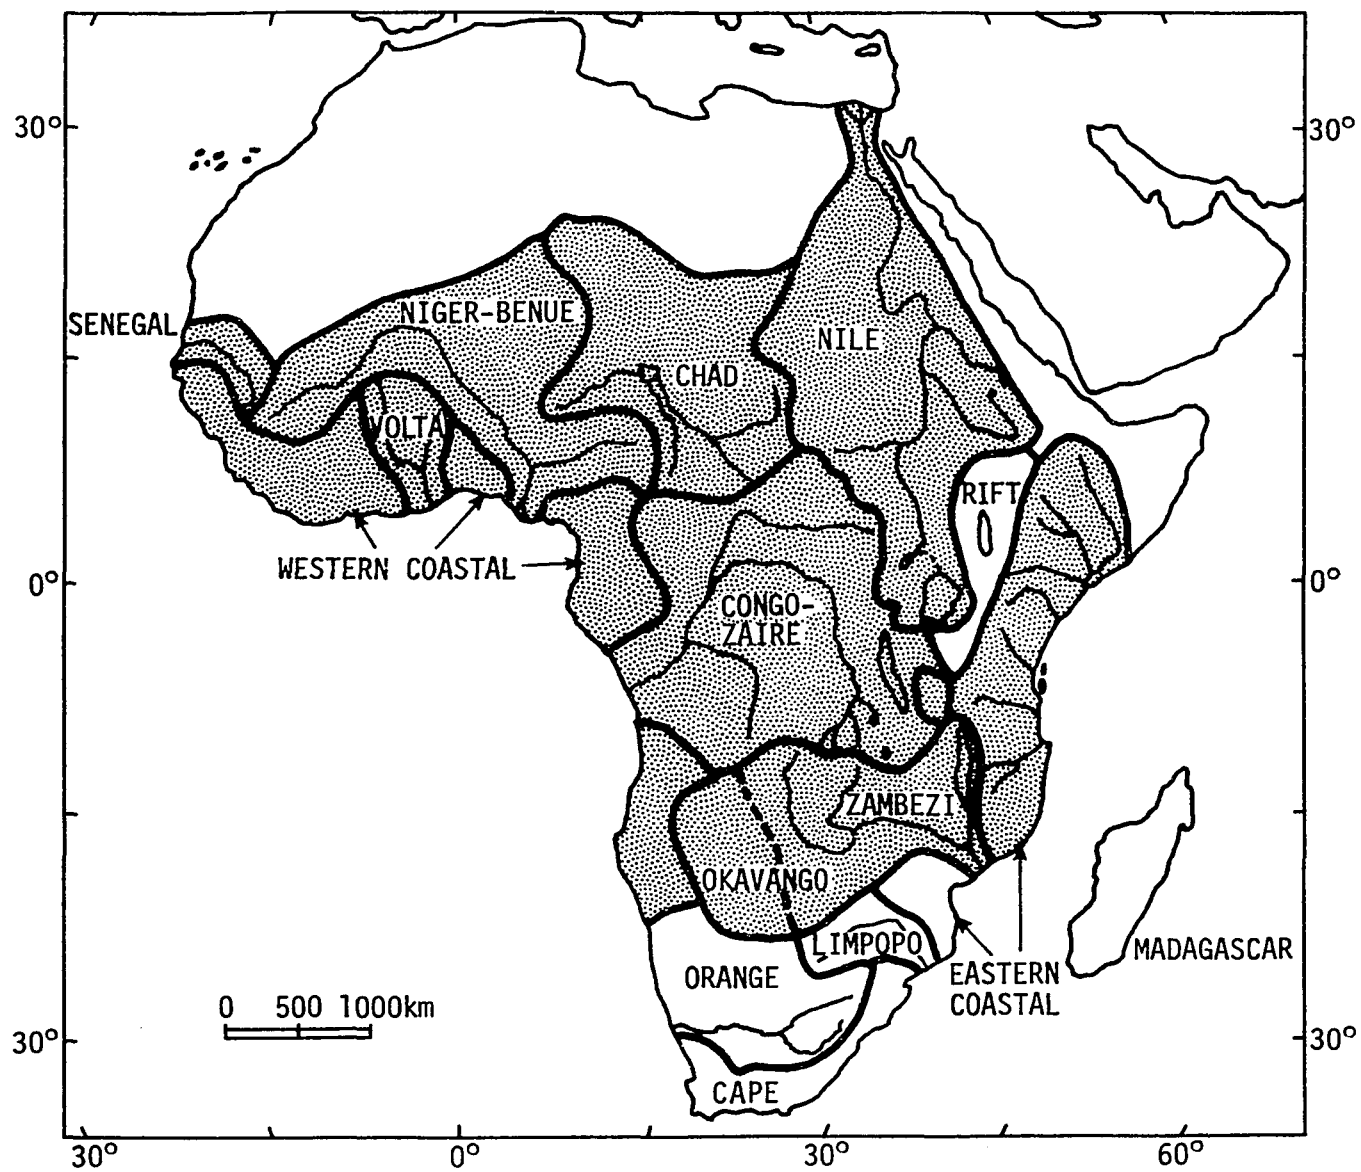 30°
30°
SENEGAL
NIGER-BENUE
NILE
CHAD
VOLTA
RIFT
WESTERN COASTAL
0°
0°
CONGO-
ZAIRE
ZAMBEZI
OKAVANGO
LIMPOPO
MADAGASCAR
ORANGE
EASTERN
COASTAL
0 500 1000km
30°
30°
CAPE
30° 0° 30° 60°